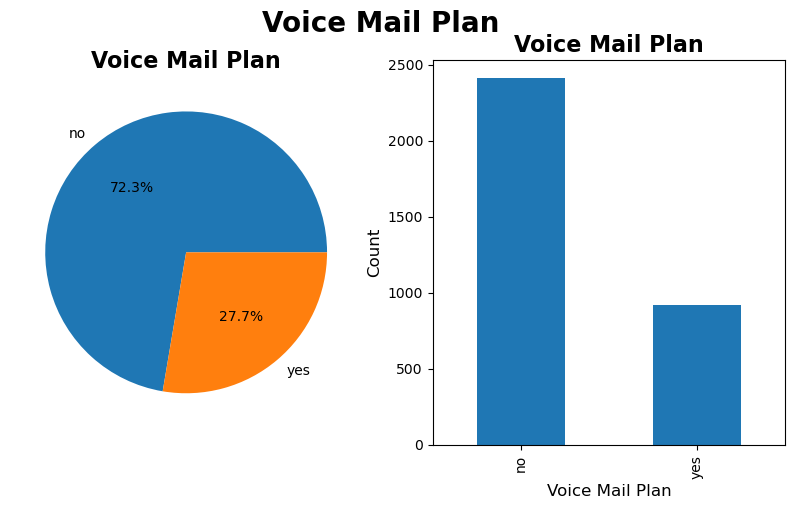 Voice Mail Plan
Voice Mail Plan
no
72.3%
27.7%
yes
Voice Mail Plan
2500
2000
1500
1000
500
0
Count
no
yes
Voice Mail Plan